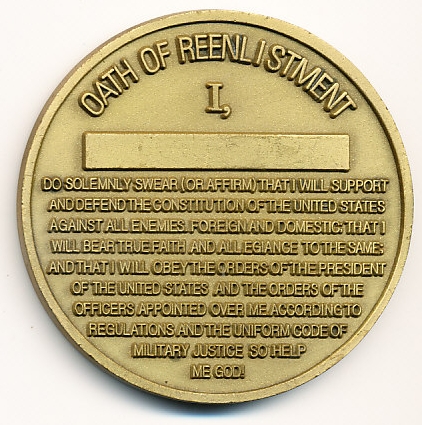 OATH OF REENLISTMENT
I,
DO SOLEMNLY SWEAR (OR AFFIRM) THAT I WILL SUPPORT
AND DEFEND THE CONSTITUTION OF THE UNITED STATES
AGAINST ALL ENEMIES, FOREIGN AND DOMESTIC; THAT I
WILL BEAR TRUE FAITH AND ALLEGIANCE TO THE SAME;
AND THAT I WILL OBEY THE ORDERS OF THE PRESIDENT
OF THE UNITED STATES AND THE ORDERS OF THE
OFFICERS APPOINTED OVER ME ACCORDING TO
REGULATIONS AND THE UNIFORM CODE OF
MILITARY JUSTICE SO HELP
ME GOD!